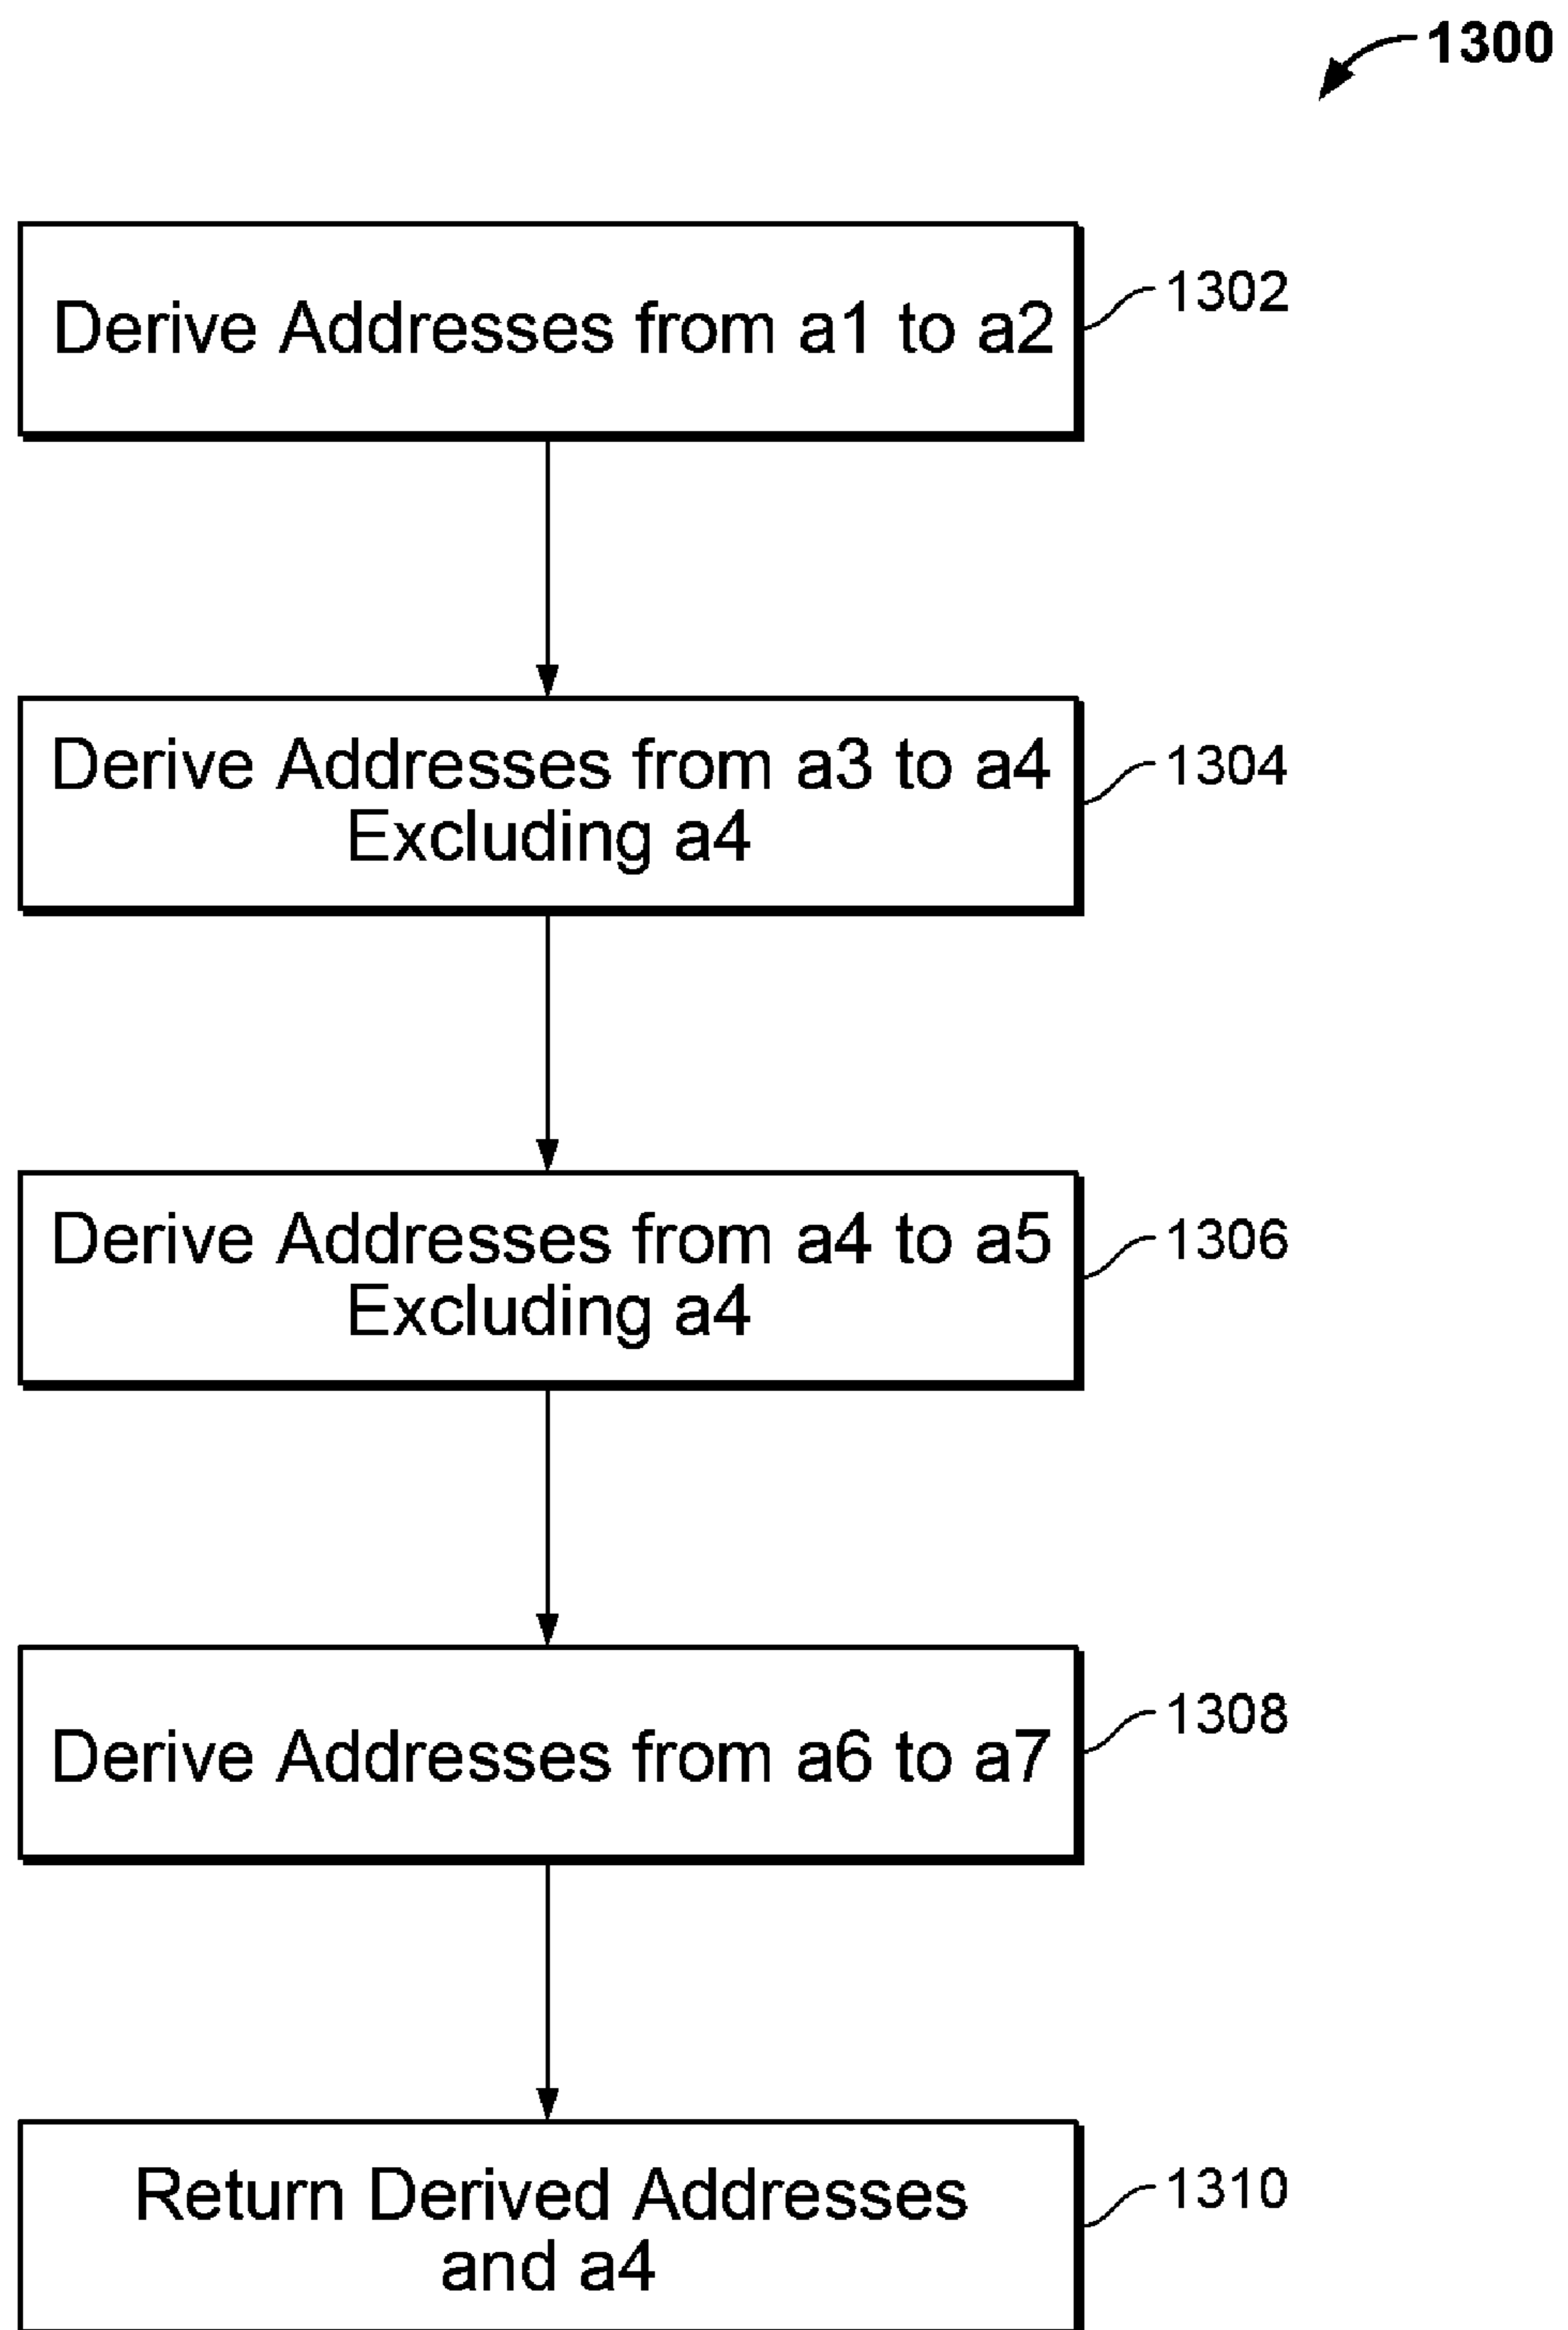 1300
Derive Addresses from a1 to a2
1302
Derive Addresses from a3 to a4
Excluding a4
1304
Derive Addresses from a4 to a5
Excluding a4
1306
Derive Addresses from a6 to a7
1308
Return Derived Addresses
and a4
1310